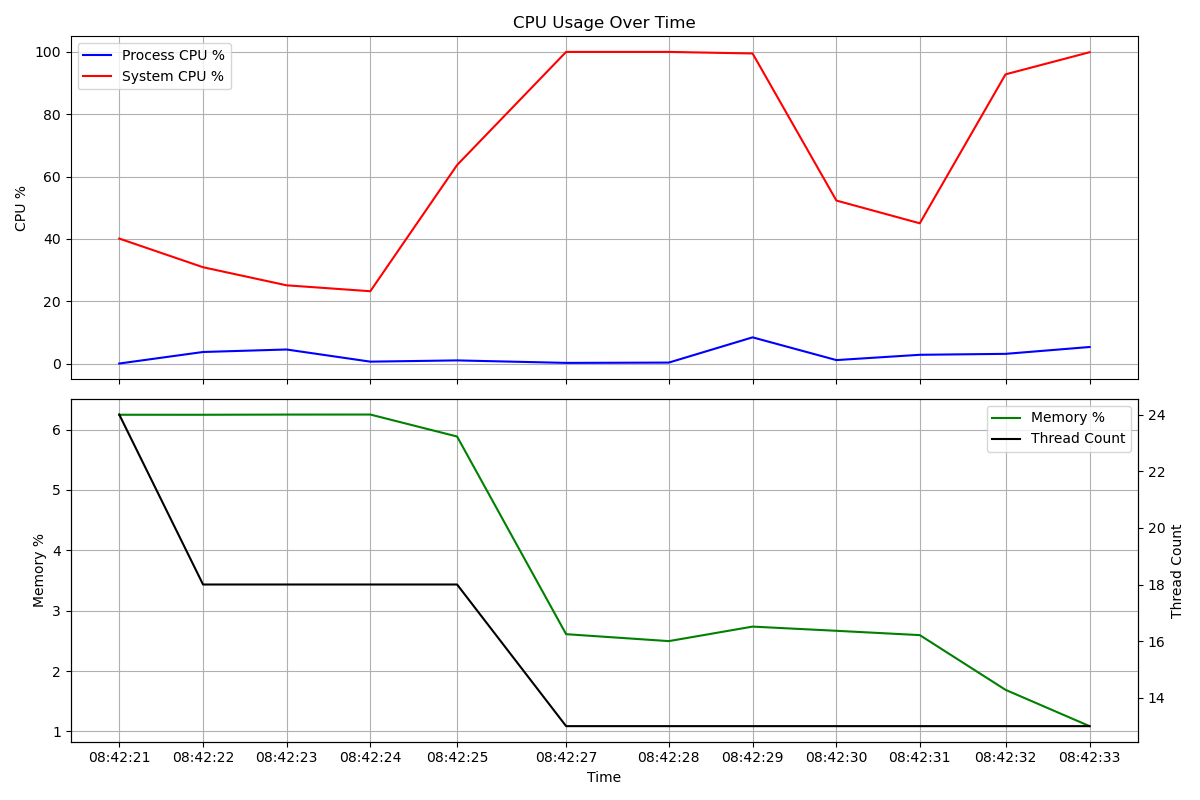 CPU Usage Over Time
Process CPU %
System CPU %
CPU %
100
80
60
40
20
0
Memory %
Thread Count
Memory %
6
5
4
3
2
1
24
22
20
18
16
14
Thread Count
08:42:21 08:42:22 08:42:23 08:42:24 08:42:25 08:42:27 08:42:28 08:42:29 08:42:30 08:42:31 08:42:32 08:42:33
Time